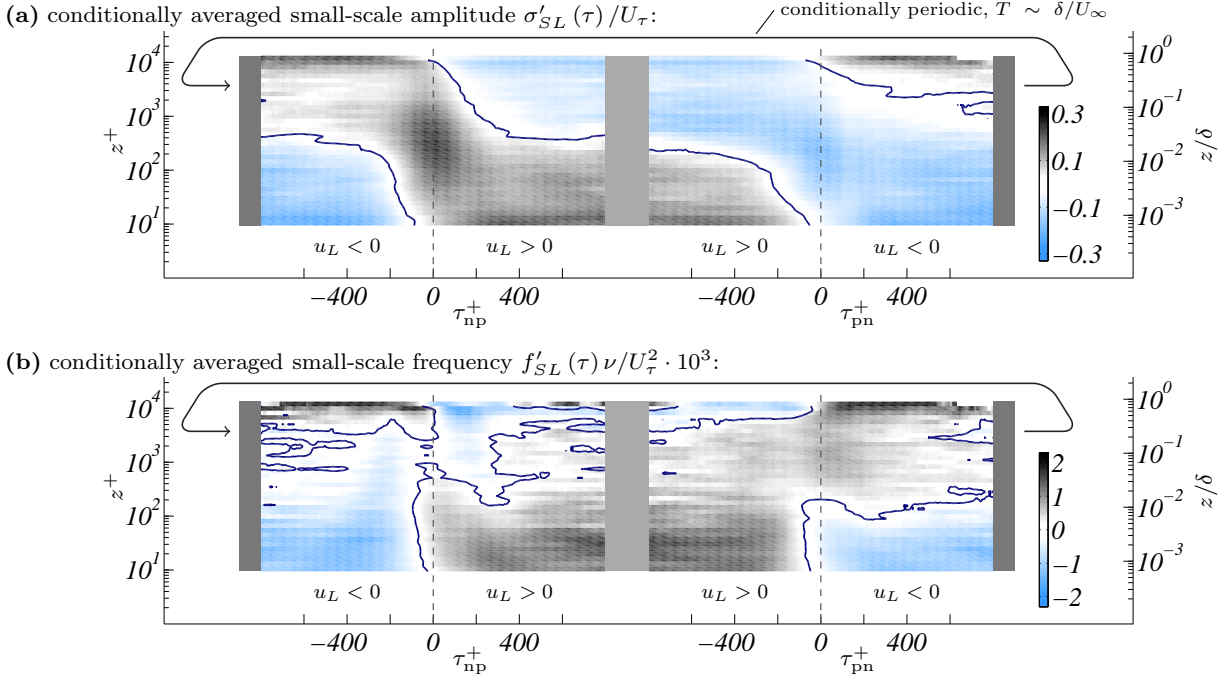 (a) conditionally averaged small-scale amplitude σ′_SL (τ) /U_τ:
conditionally periodic, T ∼ δ/U_∞
10^4
10^3
10^2
10^1
z^+
10^0
10^−1
10^−2
10^−3
z/δ
0.3
0.1
−0.1
−0.3
u_L < 0
u_L > 0
u_L > 0
u_L < 0
−400
0
400
−400
0
400
τ^+_np
τ^+_pn
(b) conditionally averaged small-scale frequency f′_SL (τ) ν/U^2_τ · 10^3:
10^4
10^3
10^2
10^1
z^+
10^0
10^−1
10^−2
10^−3
z/δ
2
1
0
−1
−2
u_L < 0
u_L > 0
u_L > 0
u_L < 0
−400
0
400
−400
0
400
τ^+_np
τ^+_pn